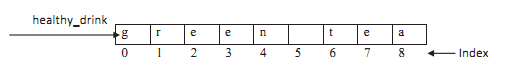 healthy_drink
g r e e n t e a
0 1 2 3 4 5 6 7 8 Index